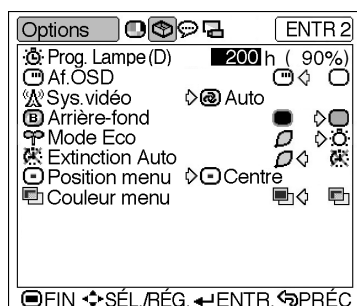 Options ENTR 2
Prog. Lampe(D) 200 h ( 90%)
Af.OSD
Sys.vidéo Auto
B Arrière-fond
Mode Eco
Extinction Auto
Position menu Centre
Couleur menu
FIN SÉL./RÉG. ENTR. PRÉC